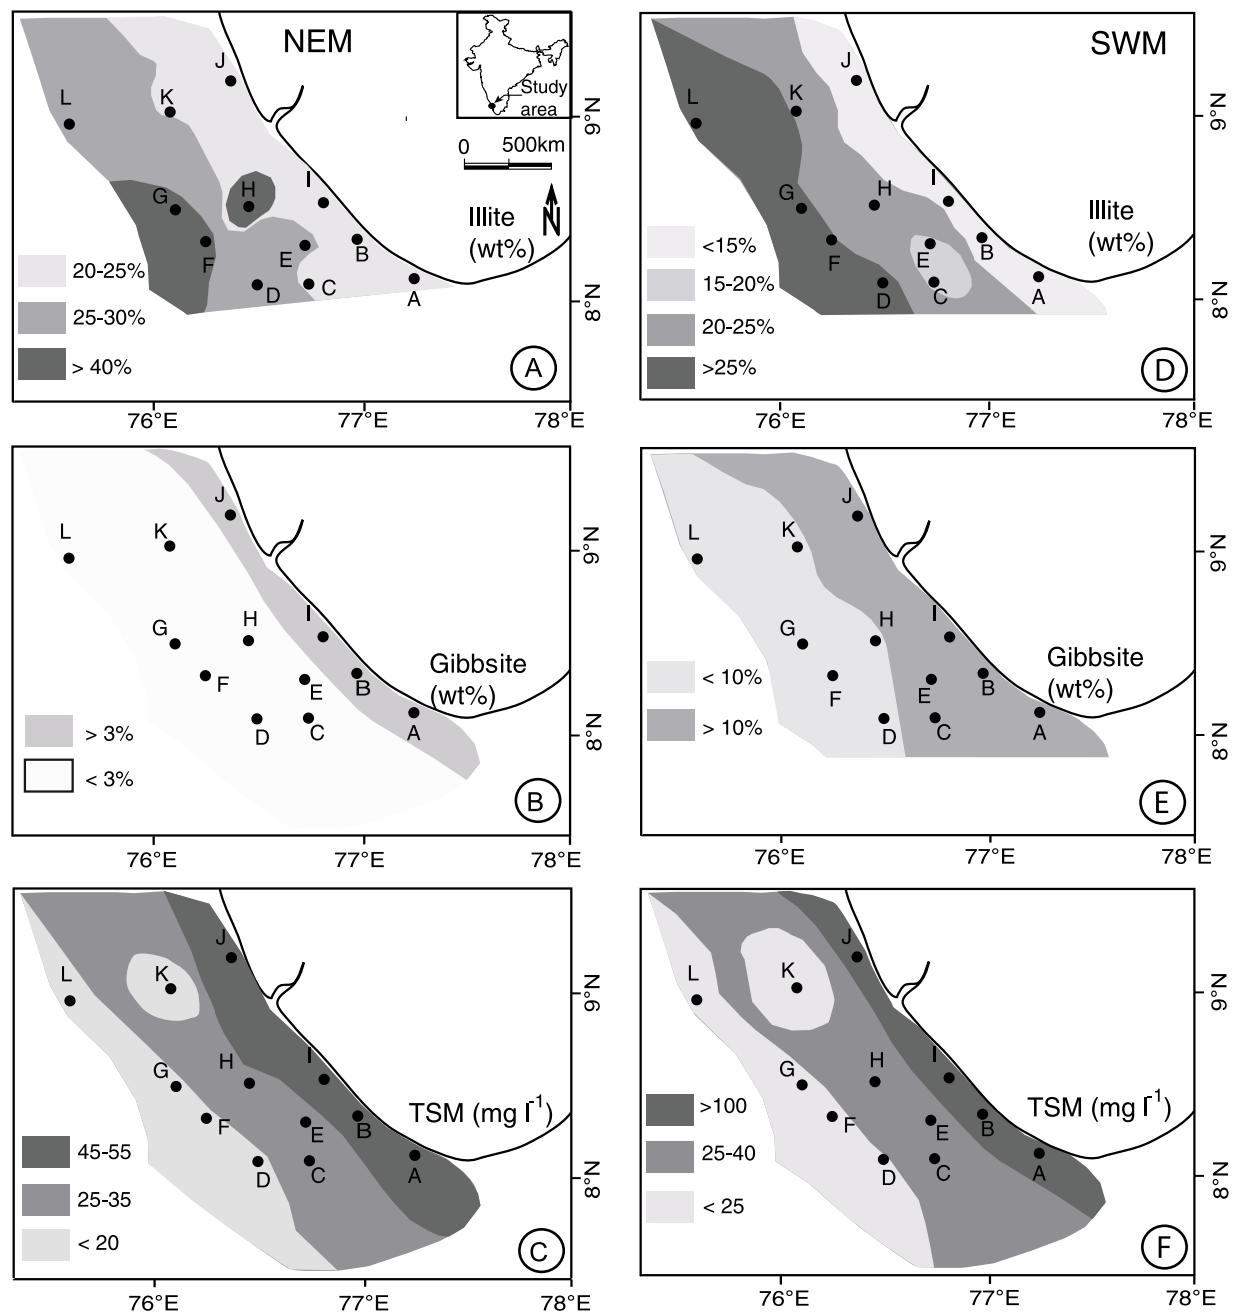 NEM
Study
area
0 500km
N
J
L
K
I
G
H
E
F
B
D
C
A
Illite
(wt%)
20-25%
25-30%
> 40%
A
9°N
8°N
76°E 77°E 78°E
SWM
J
K
L
I
H
G
E
F
B
D
C
A
Illite
(wt%)
<15%
15-20%
20-25%
>25%
D
9°N
8°N
76°E 77°E 78°E
J
L
K
I
H
G
E
F
B
D
C
A
Gibbsite
(wt%)
> 3%
< 3%
B
9°N
8°N
76°E 77°E 78°E
J
L
K
I
H
G
E
F
B
D
C
A
Gibbsite
(wt%)
< 10%
> 10%
E
9°N
8°N
76°E 77°E 78°E
J
L
K
I
H
G
E
F
B
D
C
A
TSM (mg l⁻¹)
45-55
25-35
< 20
C
9°N
8°N
76°E 77°E 78°E
J
L
K
I
H
G
E
F
B
D
C
A
TSM (mg l⁻¹)
>100
25-40
< 25
F
9°N
8°N
76°E 77°E 78°E